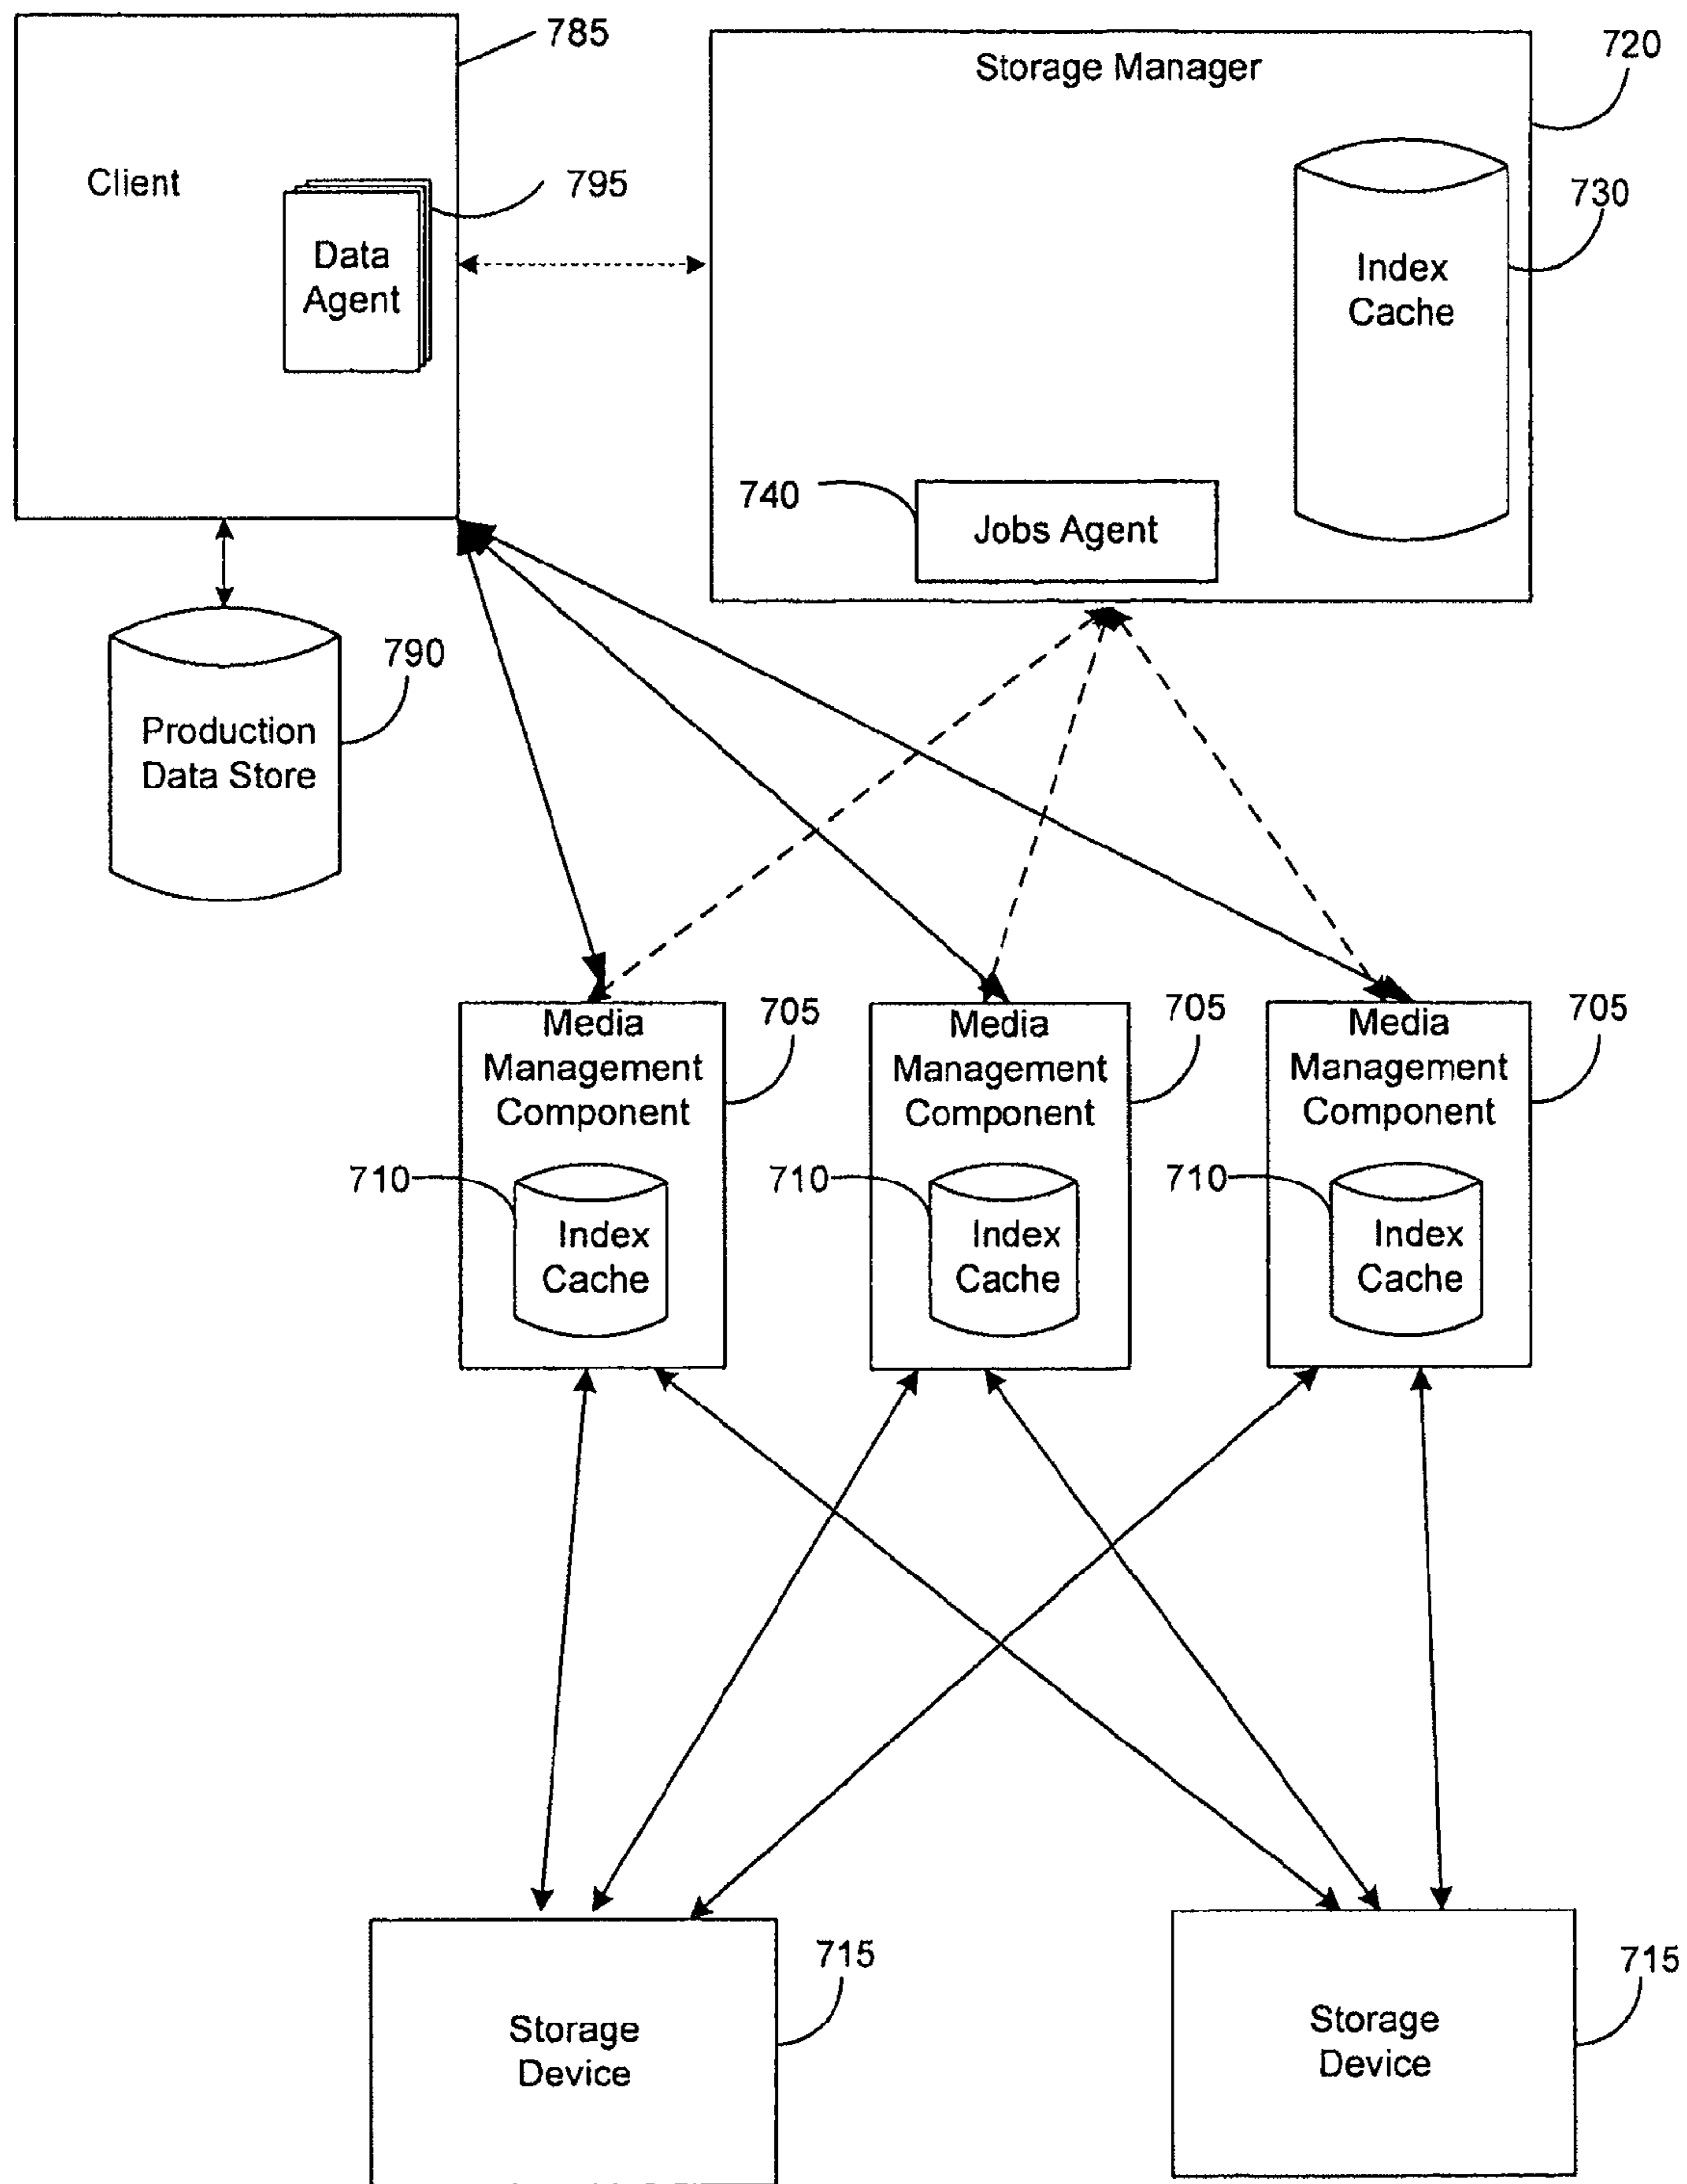 785
720
Storage Manager
Client
795
730
Data
Agent
Index
Cache
740
Jobs Agent
790
Production
Data Store
705
705
705
Media
Management
Component
Media
Management
Component
Media
Management
Component
710
710
710
Index
Cache
Index
Cache
Index
Cache
715
715
Storage
Device
Storage
Device